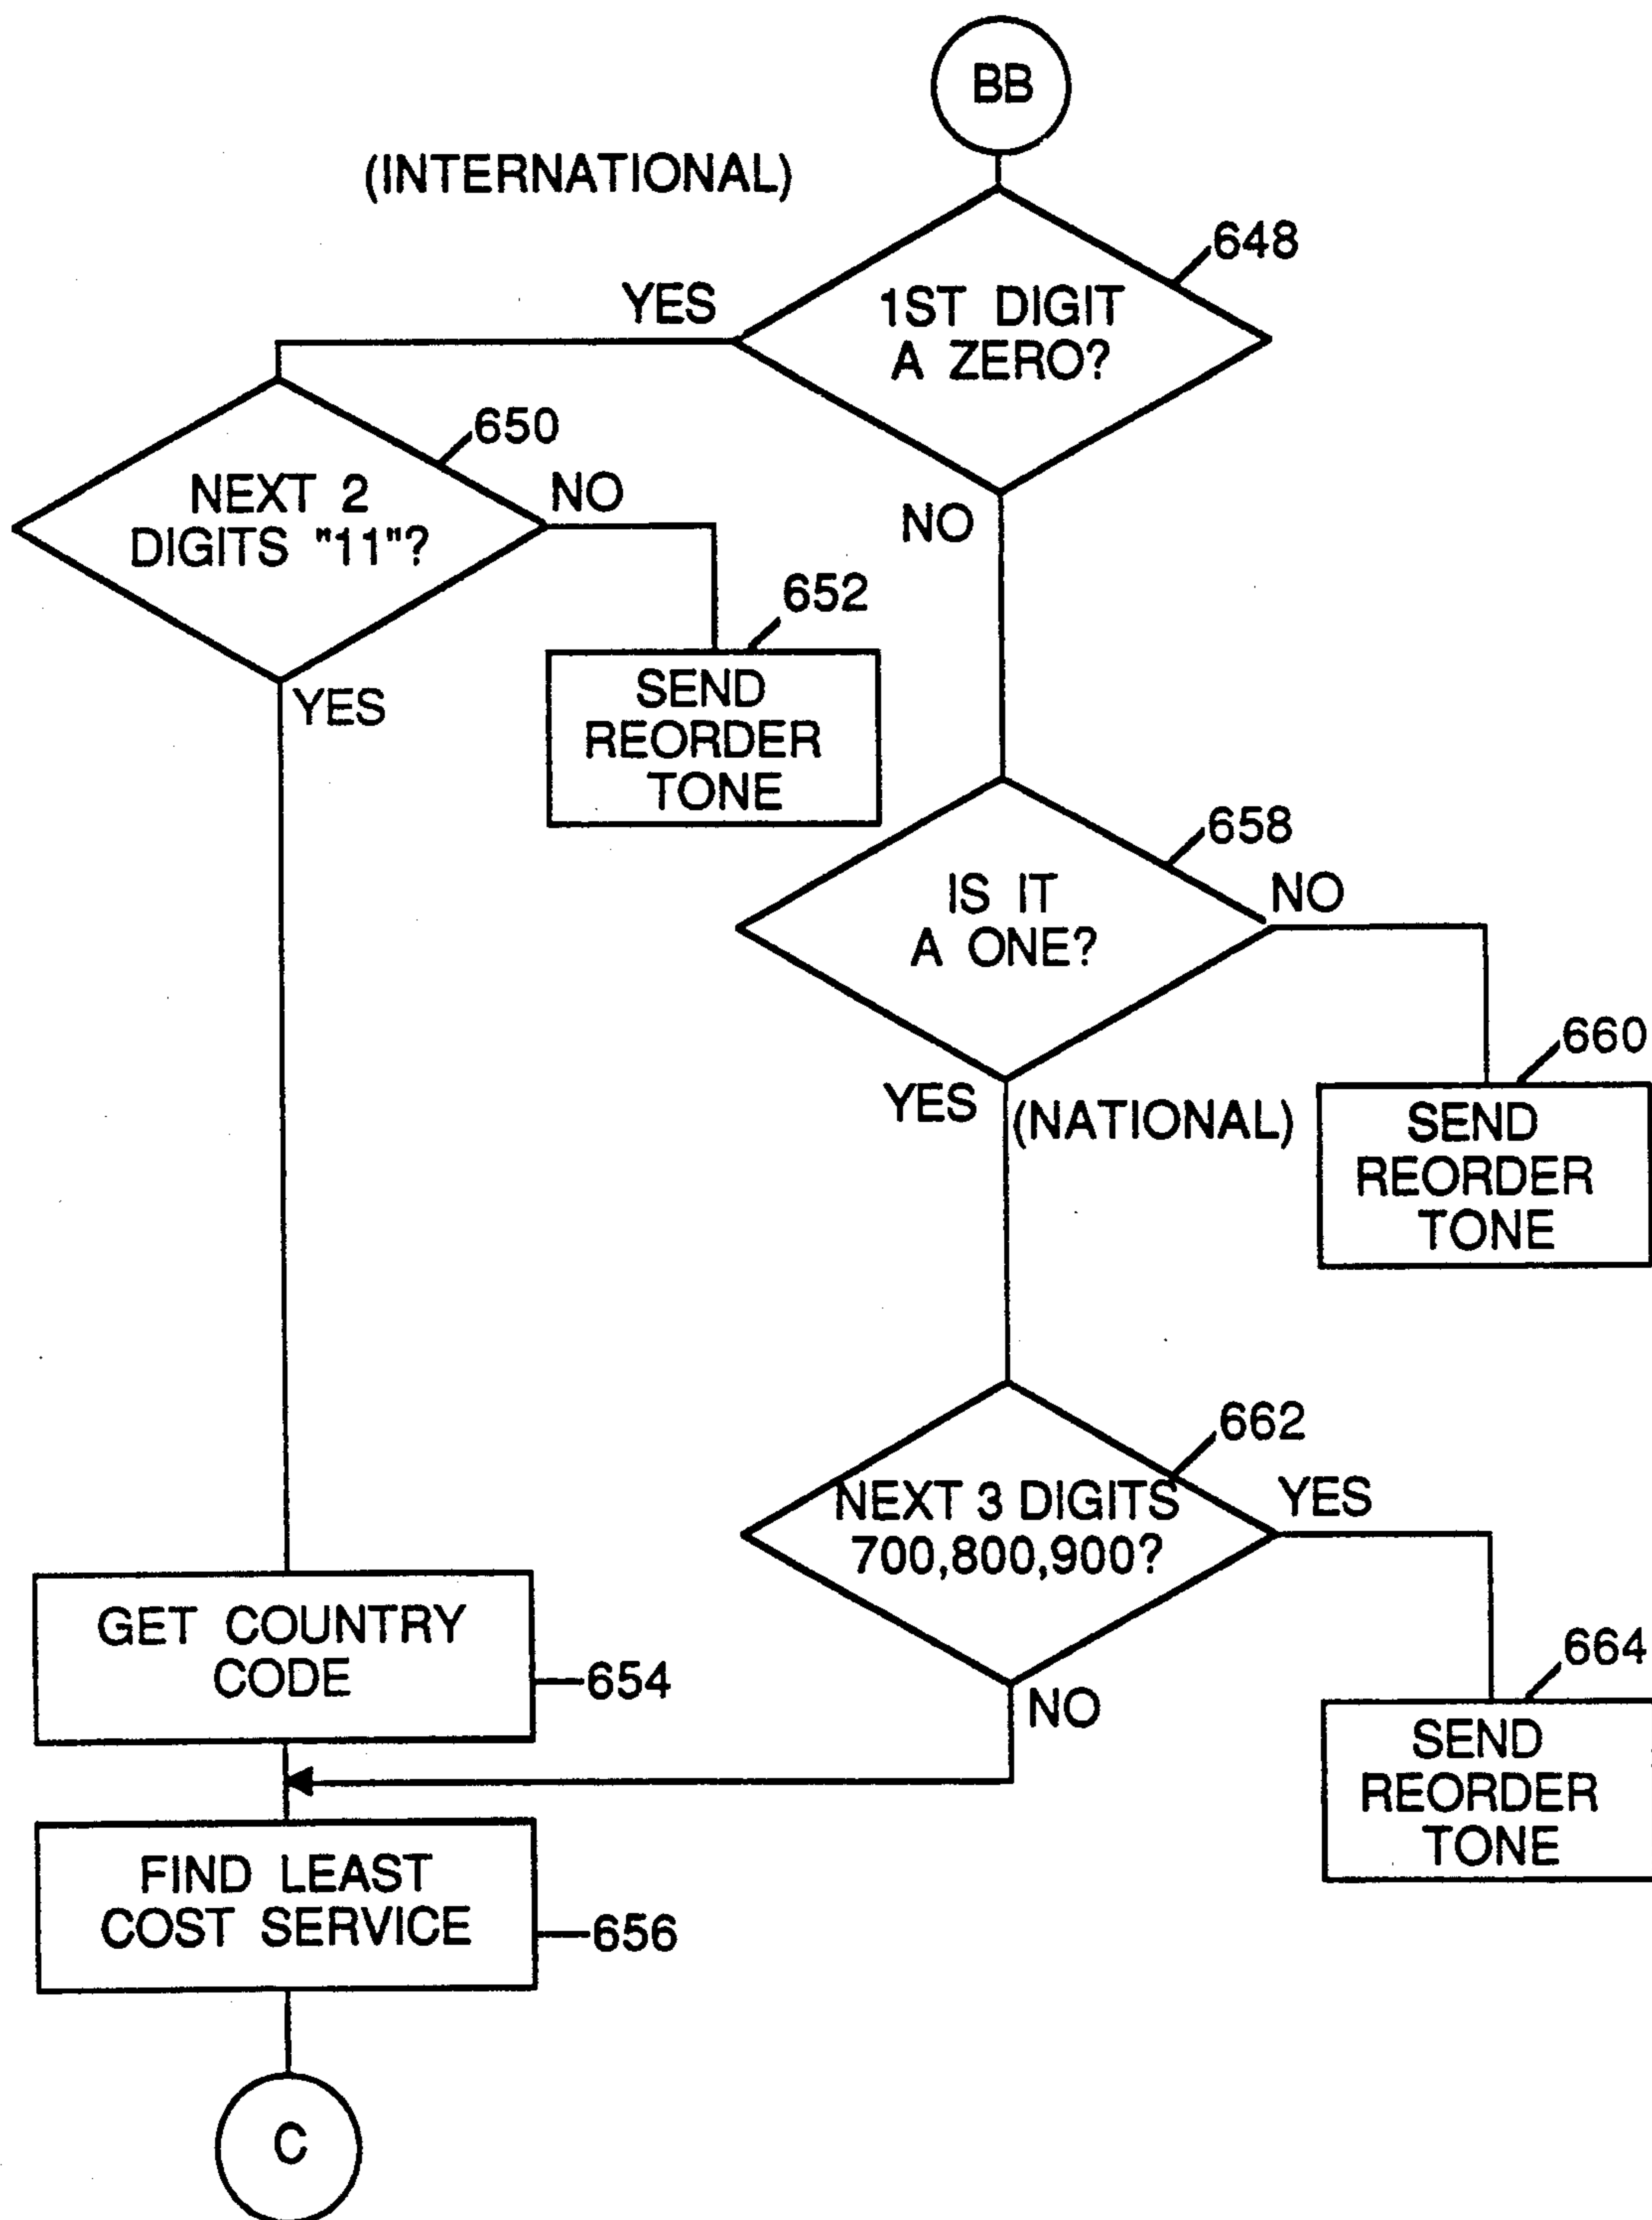 BB
(INTERNATIONAL)
648
YES
1ST DIGIT
A ZERO?
650
NEXT 2
DIGITS "11"?
NO
NO
652
SEND
REORDER
TONE
YES
658
IS IT
A ONE?
NO
660
YES
(NATIONAL)
SEND
REORDER
TONE
662
NEXT 3 DIGITS
700,800,900?
YES
GET COUNTRY
CODE
654
664
NO
SEND
REORDER
TONE
FIND LEAST
COST SERVICE
656
C